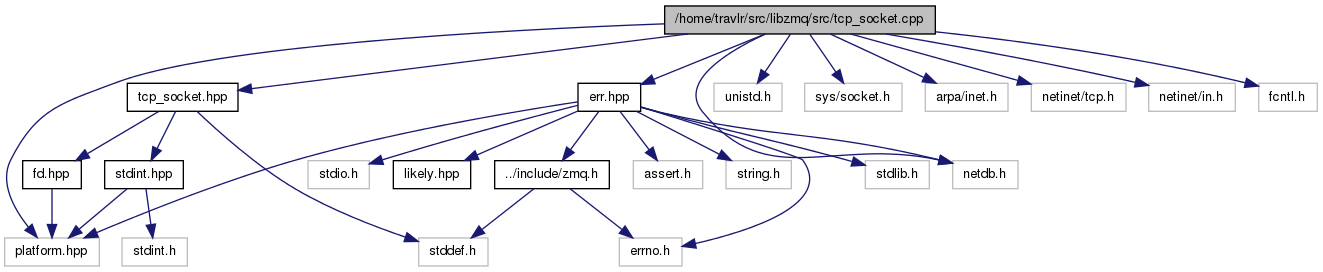 /home/travlr/src/libzmq/src/tcp_socket.cpp
tcp_socket.hpp
err.hpp
unistd.h
sys/socket.h
arpa/inet.h
netinet/tcp.h
netinet/in.h
fcntl.h
fd.hpp
stdint.hpp
stdio.h
likely.hpp
../include/zmq.h
assert.h
string.h
stdlib.h
netdb.h
platform.hpp
stdint.h
stddef.h
errno.h